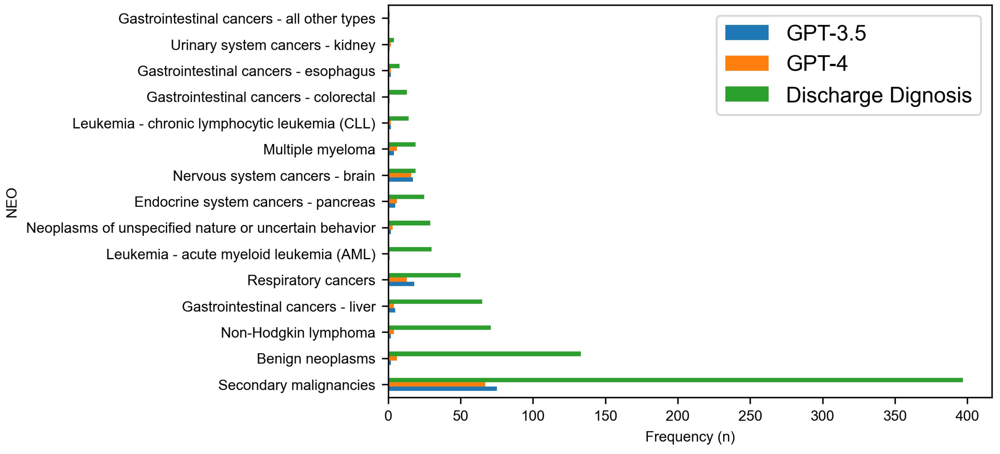 Gastrointestinal cancers - all other types
Urinary system cancers - kidney
Gastrointestinal cancers - esophagus
Gastrointestinal cancers - colorectal
Leukemia - chronic lymphocytic leukemia (CLL)
Multiple myeloma
Nervous system cancers - brain
Endocrine system cancers - pancreas
Neoplasms of unspecified nature or uncertain behavior
Leukemia - acute myeloid leukemia (AML)
Respiratory cancers
Gastrointestinal cancers - liver
Non-Hodgkin lymphoma
Benign neoplasms
Secondary malignancies
NEO
GPT-3.5
GPT-4
Discharge Dignosis
0 50 100 150 200 250 300 350 400
Frequency (n)